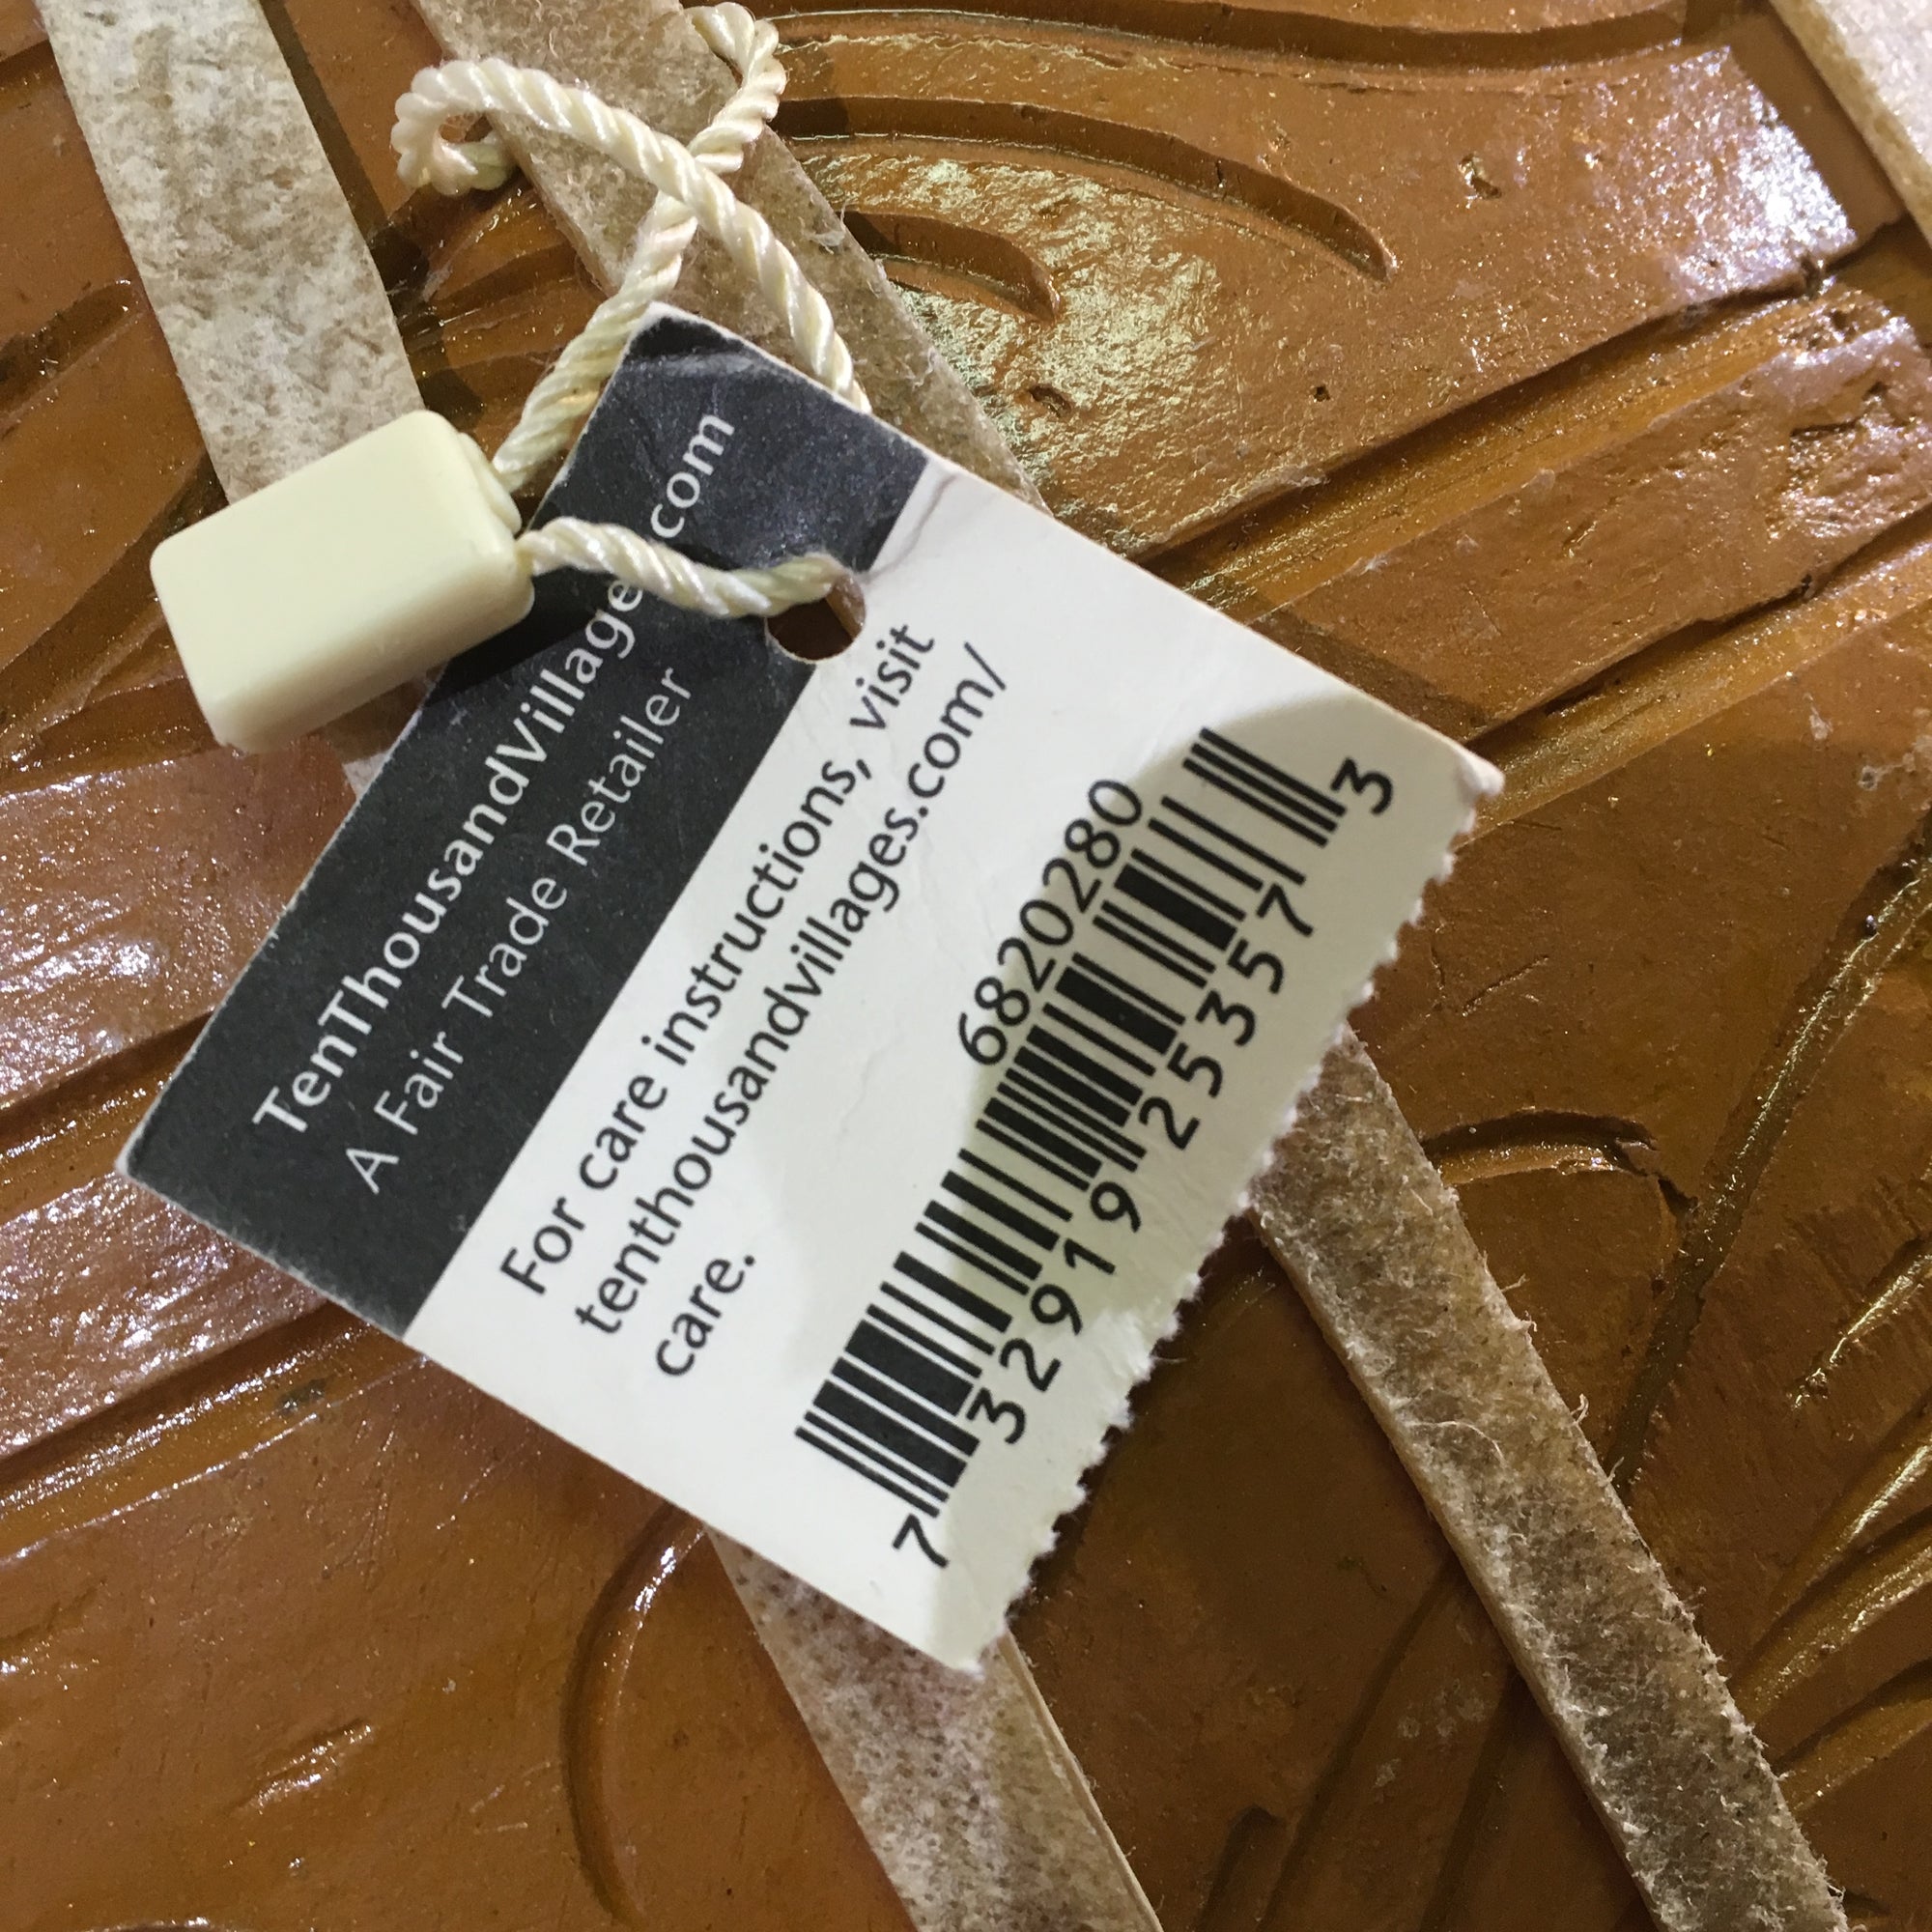 TenThousandVillages.com
A Fair Trade Retailer
For care instructions, visit
tenthousandvillages.com/
care.
6820280
7 32919 25357 3